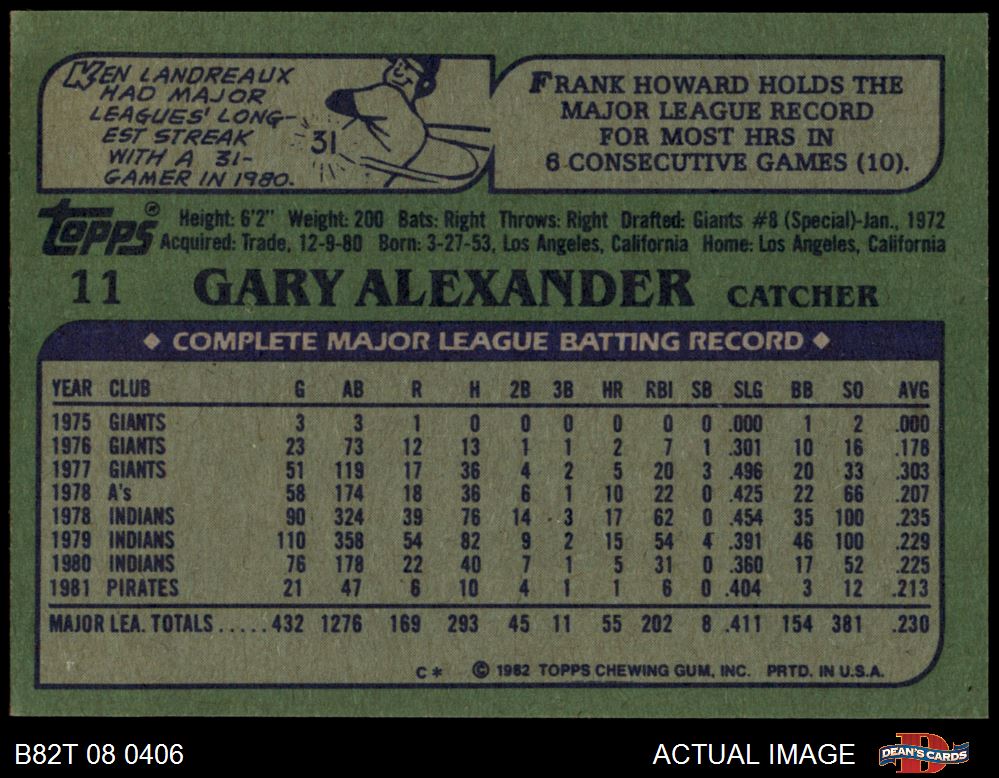 KEN LANDREAUX
HAD MAJOR
LEAGUES' LONG-
EST STREAK
WITH A 31-
GAMER IN 1980.
31
FRANK HOWARD HOLDS THE
MAJOR LEAGUE RECORD
FOR MOST HRS IN
6 CONSECUTIVE GAMES (10).
Topps®
Height: 6'2" Weight: 200 Bats: Right Throws: Right Drafted: Giants #8 (Special)-Jan., 1972
Acquired: Trade, 12-9-80 Born: 3-27-53, Los Angeles, California Home: Los Angeles, California
11 GARY ALEXANDER CATCHER
◆ COMPLETE MAJOR LEAGUE BATTING RECORD ◆
YEAR CLUB G AB R H 2B 3B HR RBI SB SLG BB SO AVG
1975 GIANTS 3 3 1 0 0 0 0 0 0 .000 1 2 .000
1976 GIANTS 23 73 12 13 1 1 2 7 1 .301 10 16 .178
1977 GIANTS 51 119 17 36 4 2 5 20 3 .496 20 33 .303
1978 A's 58 174 18 36 6 1 10 22 0 .425 22 66 .207
1978 INDIANS 90 324 39 76 14 3 17 62 0 .454 35 100 .235
1979 INDIANS 110 358 54 82 9 2 15 54 4 .391 46 100 .229
1980 INDIANS 76 178 22 40 7 1 5 31 0 .360 17 52 .225
1981 PIRATES 21 47 6 10 4 1 1 6 0 .404 3 12 .213
MAJOR LEA. TOTALS.....432 1276 169 293 45 11 55 202 8 .411 154 381 .230
C* © 1982 TOPPS CHEWING GUM, INC. PRTD. IN U.S.A.
B82T 08 0406 ACTUAL IMAGE D DEAN'S CARDS